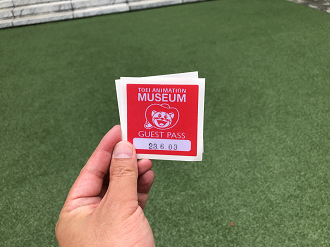 TOEI ANIMATION
MUSEUM
GUEST PASS
23.6.03